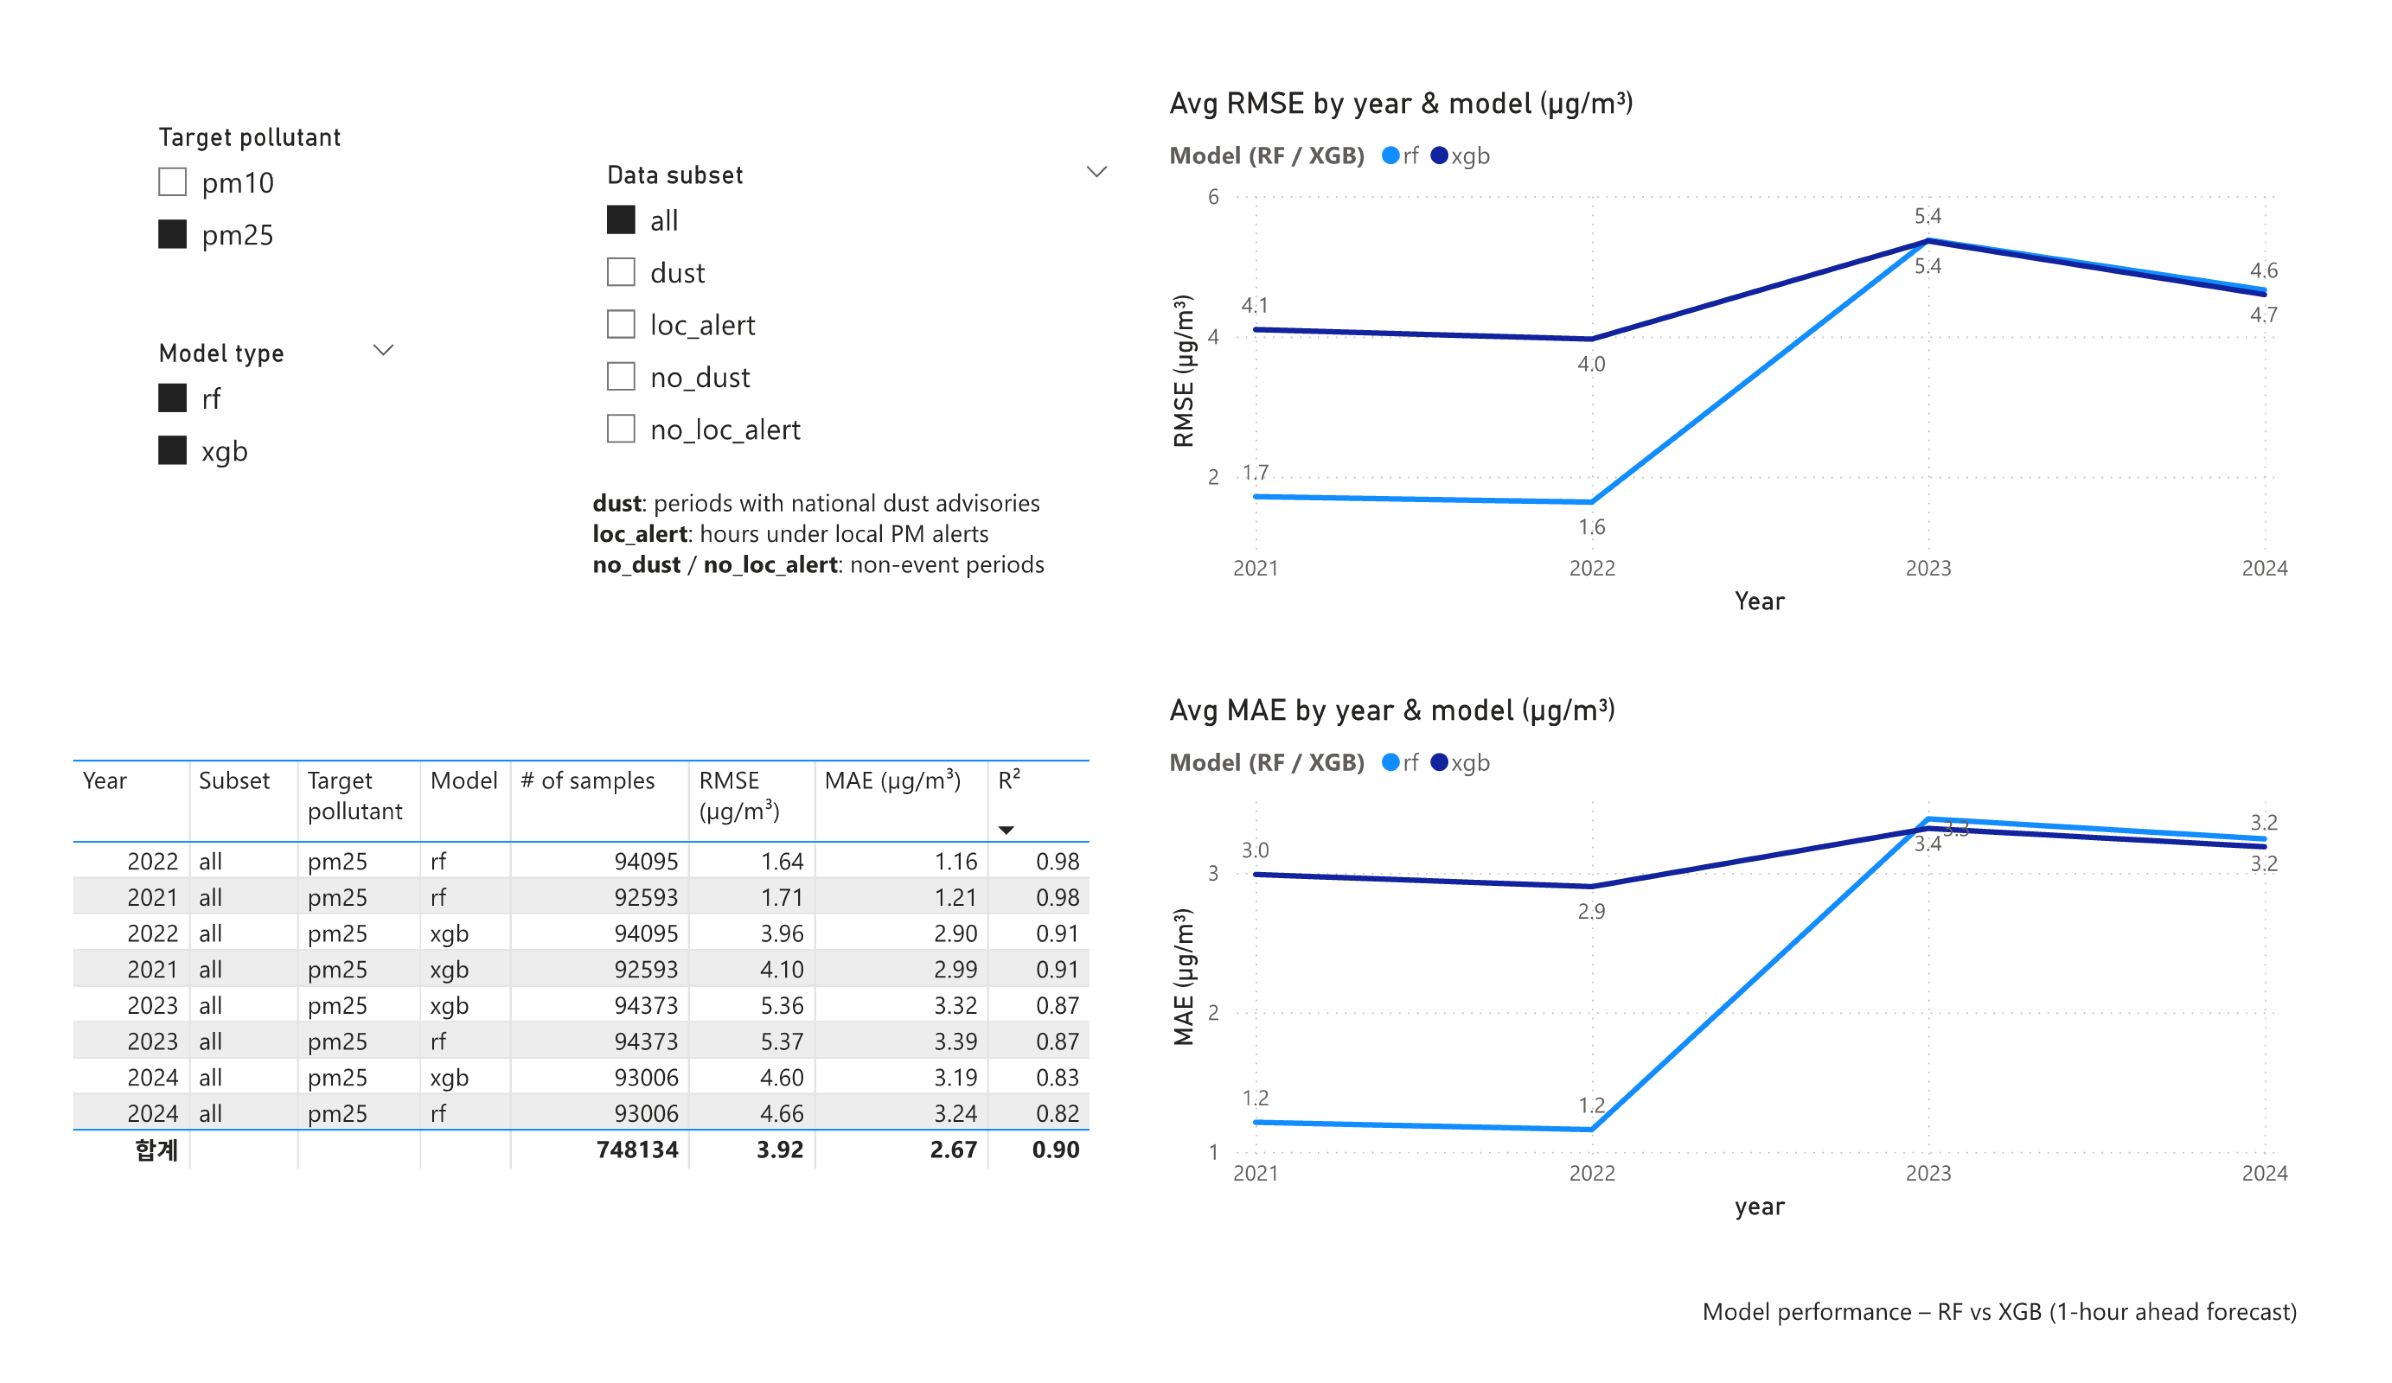 Target pollutant
pm10
pm25
Model type
rf
xgb
Data subset
all
dust
loc_alert
no_dust
no_loc_alert
dust: periods with national dust advisories
loc_alert: hours under local PM alerts
no_dust / no_loc_alert: non-event periods
Avg RMSE by year & model (µg/m³)
Model (RF / XGB) rf xgb
6
4
2
RMSE (µg/m³)
4.1
4.0
5.4
5.4
4.6
4.7
1.7
1.6
2021 2022 2023 2024
Year
Year Subset Target pollutant Model # of samples RMSE (µg/m³) MAE (µg/m³) R²
2022 all pm25 rf 94095 1.64 1.16 0.98
2021 all pm25 rf 92593 1.71 1.21 0.98
2022 all pm25 xgb 94095 3.96 2.90 0.91
2021 all pm25 xgb 92593 4.10 2.99 0.91
2023 all pm25 xgb 94373 5.36 3.32 0.87
2023 all pm25 rf 94373 5.37 3.39 0.87
2024 all pm25 xgb 93006 4.60 3.19 0.83
2024 all pm25 rf 93006 4.66 3.24 0.82
합계 748134 3.92 2.67 0.90
Avg MAE by year & model (µg/m³)
Model (RF / XGB) rf xgb
3
2
1
MAE (µg/m³)
3.0
2.9
3.3
3.4
3.2
3.2
1.2
1.2
2021 2022 2023 2024
year
Model performance – RF vs XGB (1-hour ahead forecast)